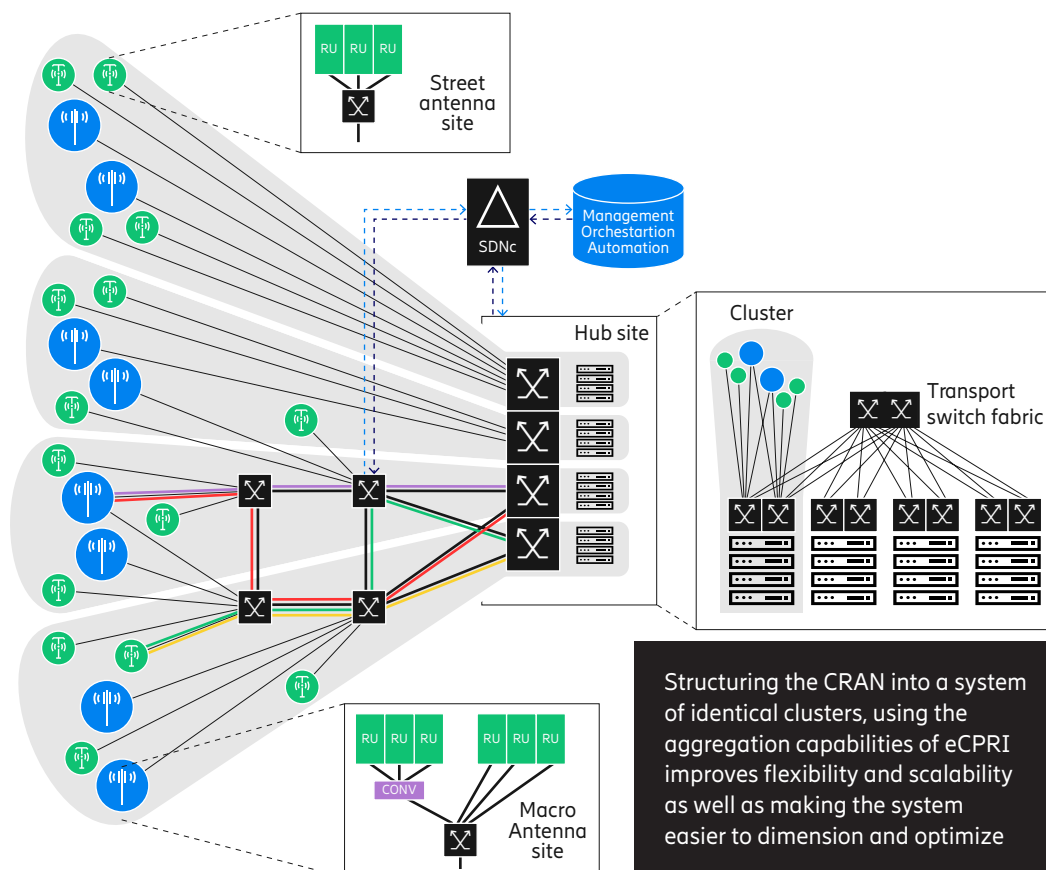 RU RU RU
Street
antenna
site
SDNc
Management
Orchestartion
Automation
Hub site
Cluster
Transport
switch fabric
RU RU RU
RU RU RU
CONV
Macro
Antenna
site
Structuring the CRAN into a system
of identical clusters, using the
aggregation capabilities of eCPRI
improves flexibility and scalability
as well as making the system
easier to dimension and optimize